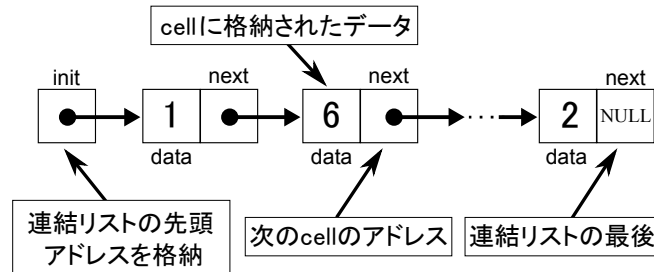 cellに格納されたデータ
init
next
next
next
1
6
···
2
NULL
data
data
data
連結リストの先頭
アドレスを格納
次のcellのアドレス
連結リストの最後